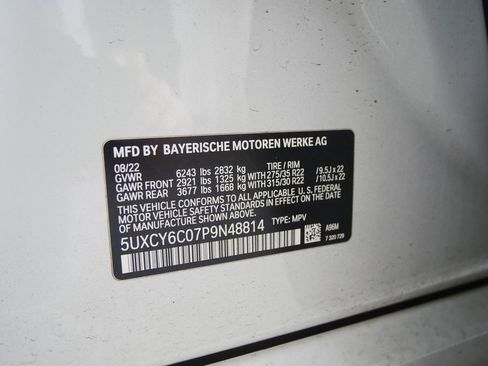 MFD BY BAYERISCHE MOTOREN WERKE AG
08/22
GVWR 6243 lbs 2832 kg TIRE / RIM
GAWR FRONT 2921 lbs 1325 kg WITH 275/35 R22 /9.5J x 22
GAWR REAR 3677 lbs 1668 kg WITH 315/30 R22 /10.5J x 22
THIS VEHICLE CONFORMS TO ALL APPLICABLE U. S. FEDERAL
MOTOR VEHICLE SAFETY STANDARDS IN EFFECT ON THE DATE OF
MANUFACTURE SHOWN ABOVE.
5UXCY6C07P9N48814 TYPE: MPV
A96M
7 320 729